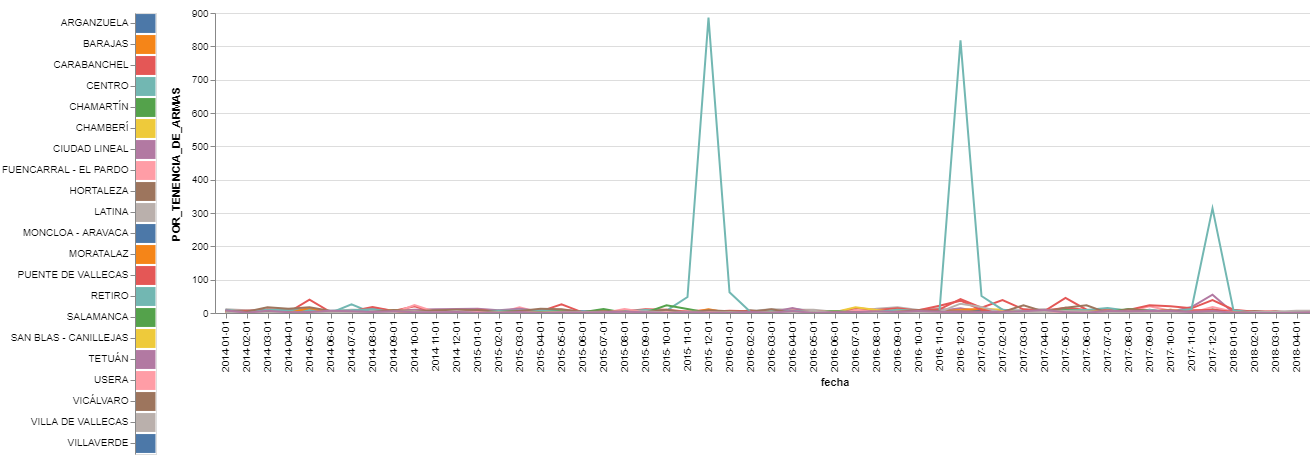 ARGANZUELA
BARAJAS
CARABANCHEL
CENTRO
CHAMARTÍN
CHAMBERÍ
CIUDAD LINEAL
FUENCARRAL - EL PARDO
HORTALEZA
LATINA
MONCLOA - ARAVACA
MORATALAZ
PUENTE DE VALLECAS
RETIRO
SALAMANCA
SAN BLAS - CANILLEJAS
TETUÁN
USERA
VICÁLVARO
VILLA DE VALLECAS
VILLAVERDE
POR_TENENCIA_DE_ARMAS
900
800
700
600
500
400
300
200
100
0
2014-01-01
2014-02-01
2014-03-01
2014-04-01
2014-05-01
2014-06-01
2014-07-01
2014-08-01
2014-09-01
2014-10-01
2014-11-01
2014-12-01
2015-01-01
2015-02-01
2015-03-01
2015-04-01
2015-05-01
2015-06-01
2015-07-01
2015-08-01
2015-09-01
2015-10-01
2015-11-01
2015-12-01
2016-01-01
2016-02-01
2016-03-01
2016-04-01
2016-05-01
2016-06-01
2016-07-01
2016-08-01
2016-09-01
2016-10-01
2016-11-01
2016-12-01
2017-01-01
2017-02-01
2017-03-01
2017-04-01
2017-05-01
2017-06-01
2017-07-01
2017-08-01
2017-09-01
2017-10-01
2017-11-01
2017-12-01
2018-01-01
2018-02-01
2018-03-01
2018-04-01
fecha